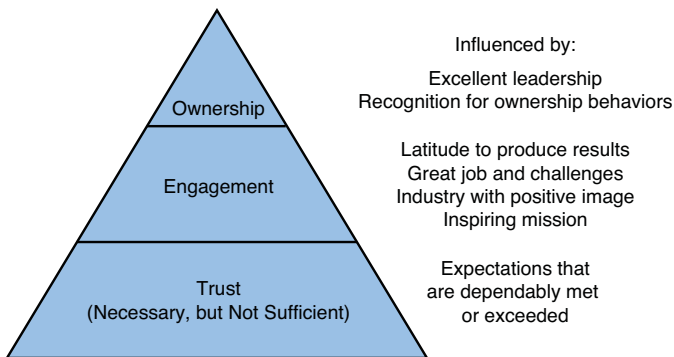 Influenced by:
Ownership
Excellent leadership
Recognition for ownership behaviors
Engagement
Latitude to produce results
Great job and challenges
Industry with positive image
Inspiring mission
Trust
(Necessary, but Not Sufficient)
Expectations that
are dependably met
or exceeded